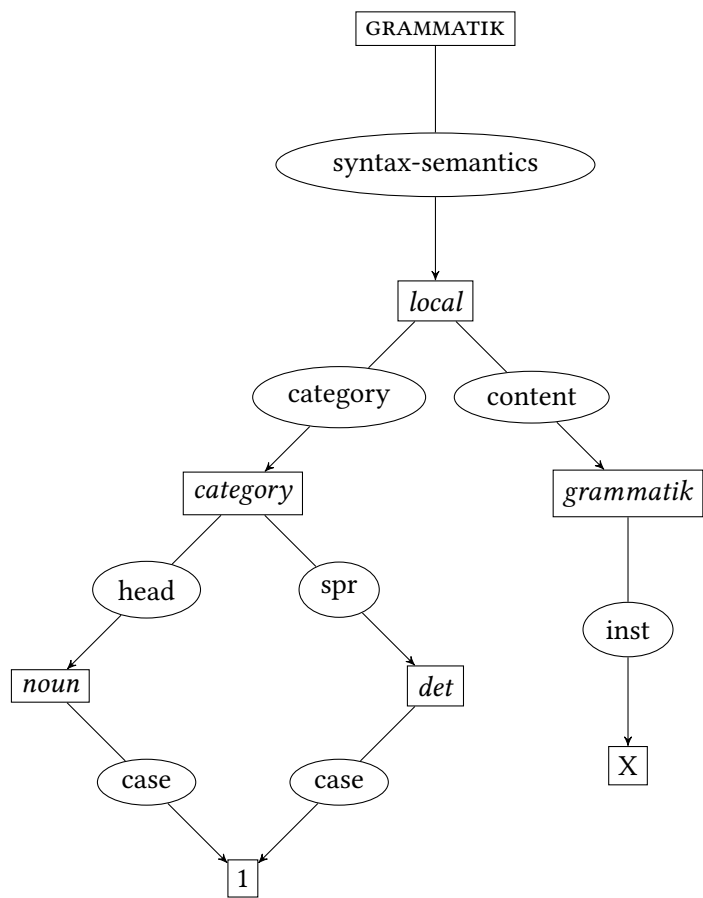 GRAMMATIK
syntax-semantics
local
category content
category grammatik
head spr
inst
noun det
case case X
1